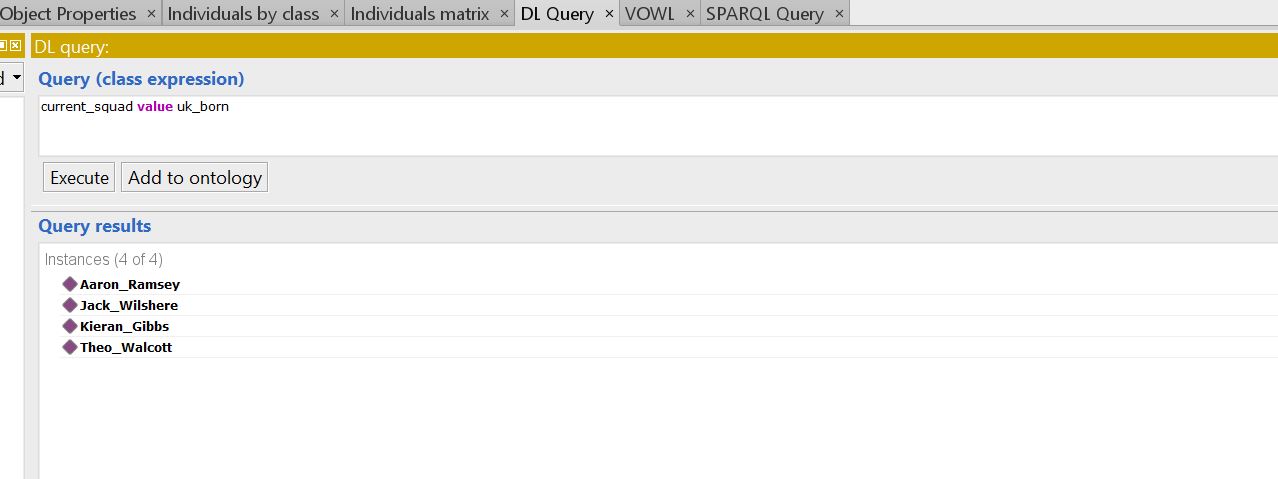 Object Properties × Individuals by class × Individuals matrix × DL Query × VOWL × SPARQL Query ×
DL query:
d
Query (class expression)
current_squad value uk_born
Execute Add to ontology
Query results
Instances (4 of 4)
Aaron_Ramsey
Jack_Wilshere
Kieran_Gibbs
Theo_Walcott